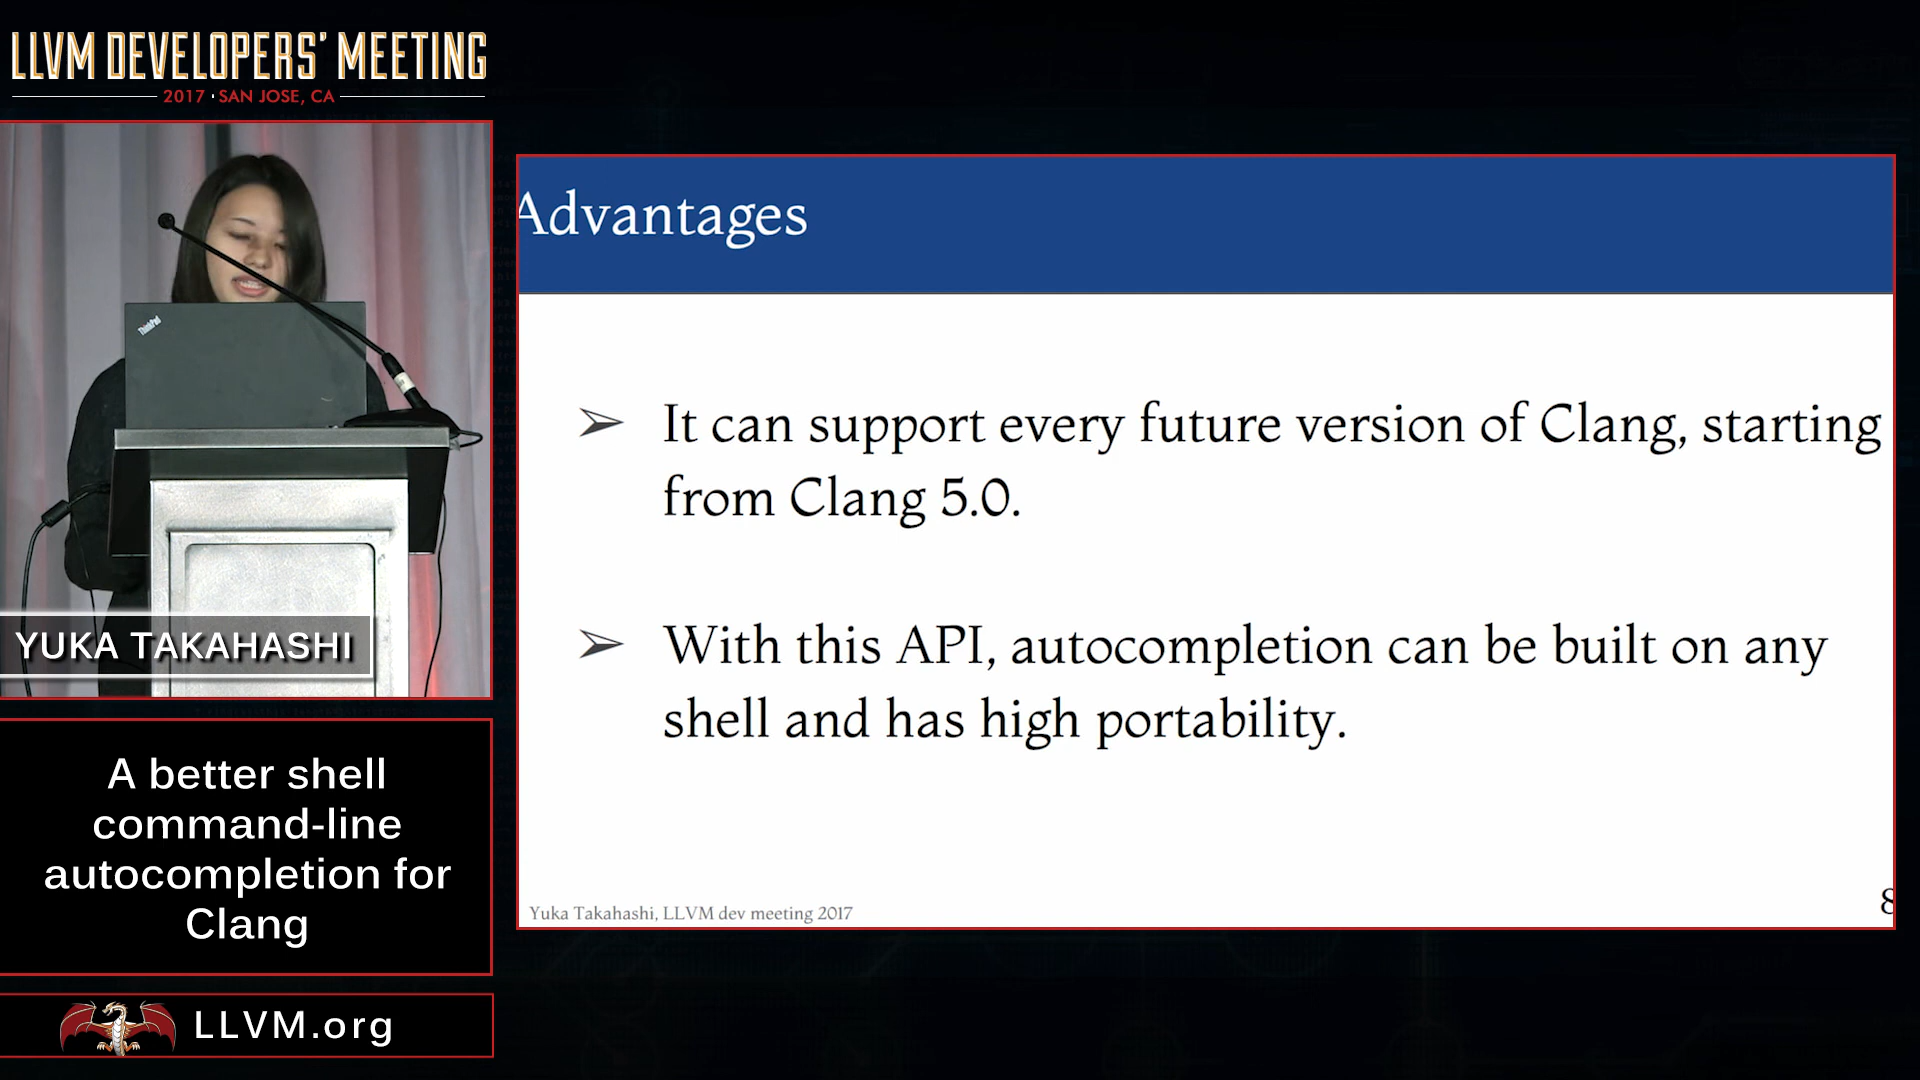 LLVM DEVELOPERS' MEETING
2017 · SAN JOSE, CA
ThinkPad
YUKA TAKAHASHI
A better shell
command-line
autocompletion for
Clang
LLVM.org
Advantages
➢ It can support every future version of Clang, starting
from Clang 5.0.
➢ With this API, autocompletion can be built on any
shell and has high portability.
Yuka Takahashi, LLVM dev meeting 2017
8